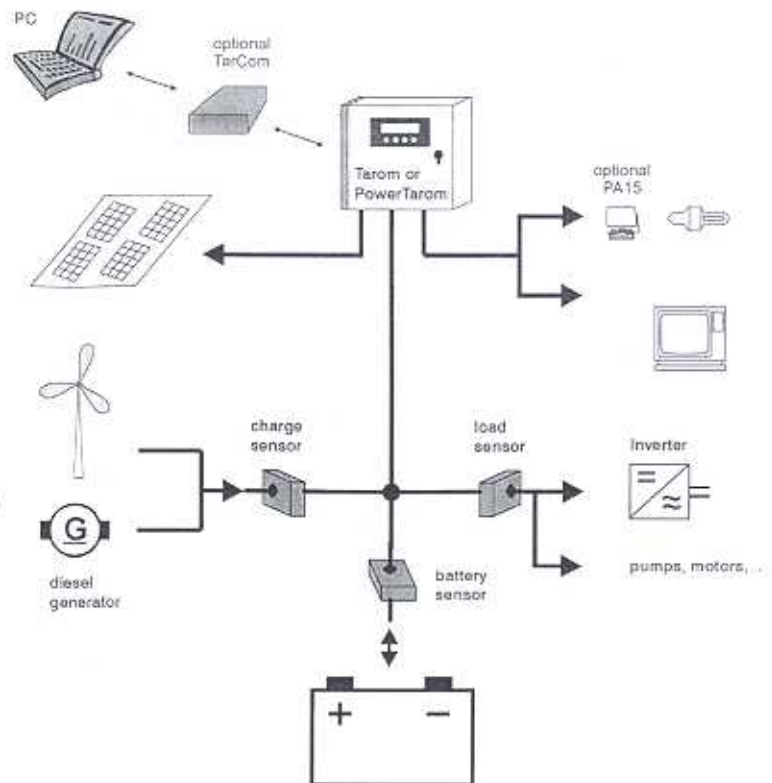 PC
optional
TarCom
Tarom or
PowerTarom
optional
PA15
charge
sensor
load
sensor
Inverter
G
diesel
generator
battery
sensor
pumps, motors,...
+ −